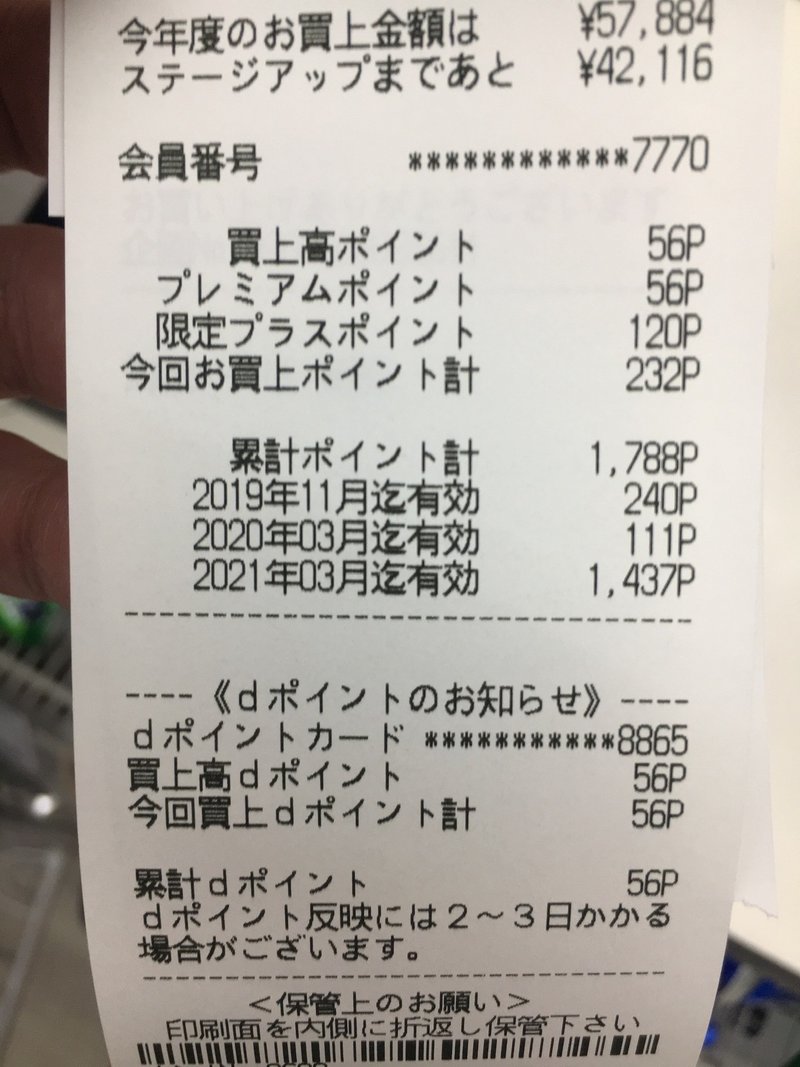 今年度のお買上金額は ¥57,884
ステージアップまであと ¥42,116
会員番号 ************7770
買上高ポイント 56P
プレミアムポイント 56P
限定プラスポイント 120P
今回お買上ポイント計 232P
累計ポイント計 1,788P
2019年11月迄有効 240P
2020年03月迄有効 111P
2021年03月迄有効 1,437P
--------------------------------
----《dポイントのお知らせ》----
dポイントカード ***********8865
買上高dポイント 56P
今回買上dポイント計 56P
累計dポイント 56P
dポイント反映には2～3日かかる
場合がございます。
--------------------------------
＜保管上のお願い＞
印刷面を内側に折返し保管下さい